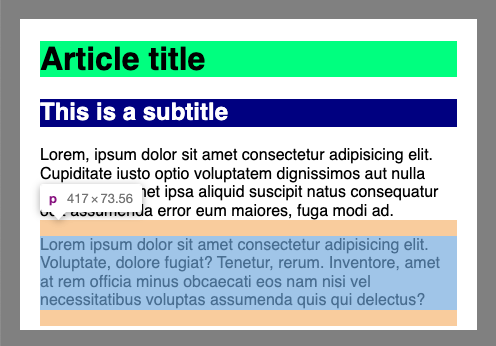 Article title
This is a subtitle
Lorem, ipsum dolor sit amet consectetur adipisicing elit.
Cupiditate iusto optio voluptatem dignissimos aut nulla
net ipsa aliquid suscipit natus consequatur
p 417×73.56
assumenda error eum maiores, fuga modi ad.
Lorem ipsum dolor sit amet consectetur adipisicing elit.
Voluptate, dolore fugiat? Tenetur, rerum. Inventore, amet
at rem officia minus obcaecati eos nam nisi vel
necessitatibus voluptas assumenda quis qui delectus?